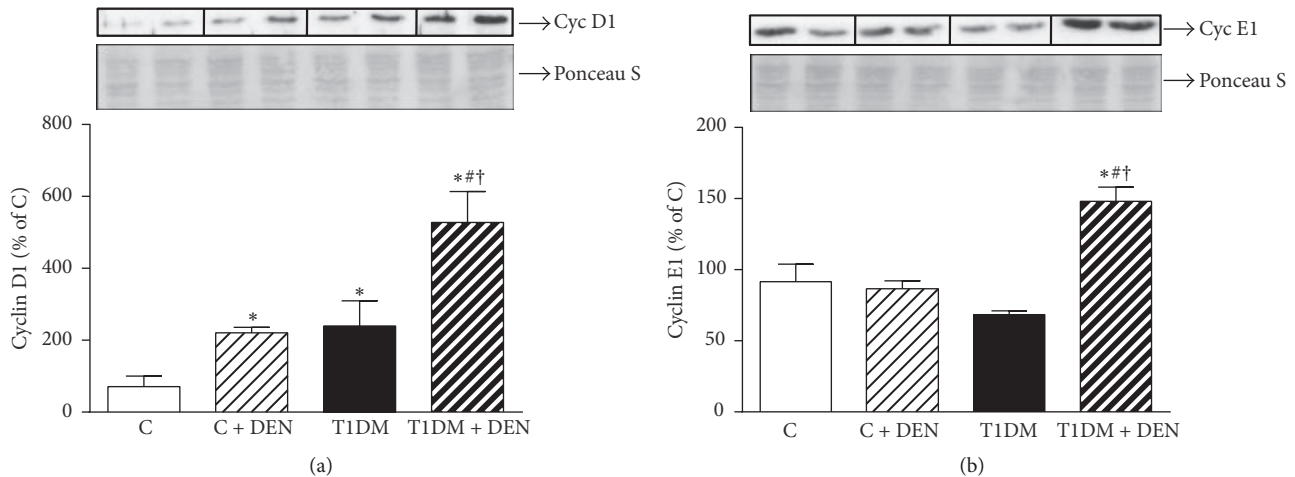 Cyc D1
Ponceau S
800
600
400
200
0
Cyclin D1 (% of C)
*
*
*#†
C
C + DEN
T1DM
T1DM + DEN
(a)
Cyc E1
Ponceau S
200
150
100
50
0
Cyclin E1 (% of C)
*#†
C
C + DEN
T1DM
T1DM + DEN
(b)